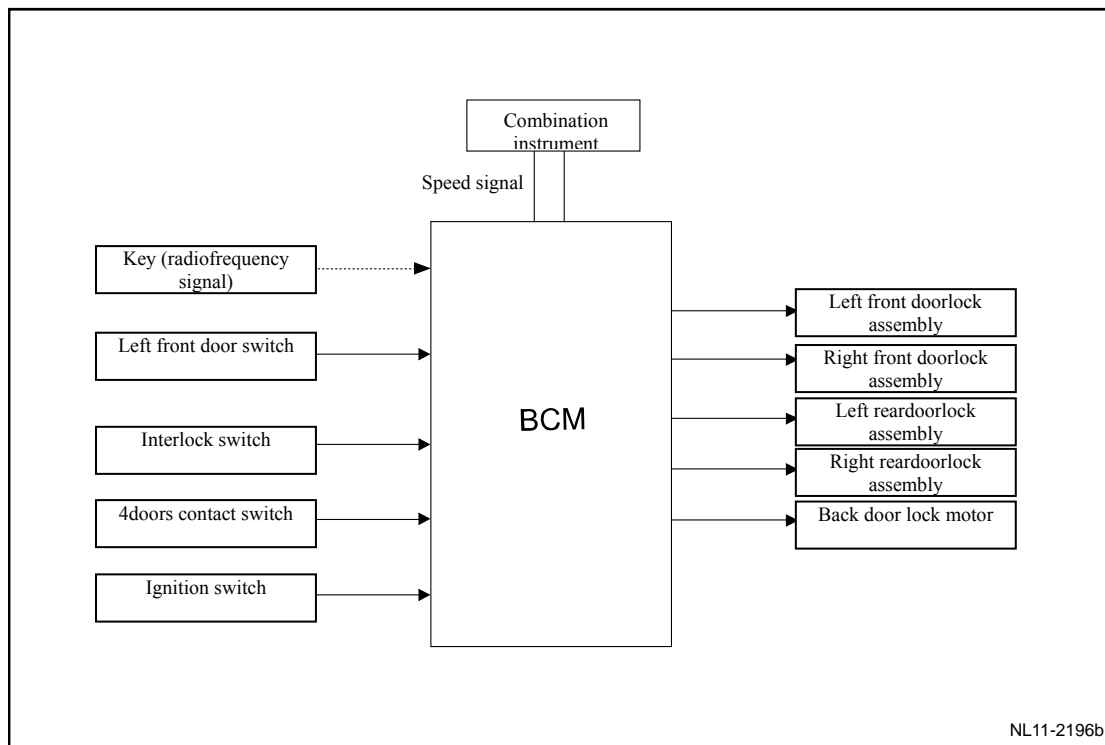 Combination
instrument
Speed signal
Key (radiofrequency
signal)
Left front door switch
Interlock switch
4doors contact switch
Ignition switch
BCM
Left front doorlock
assembly
Right front doorlock
assembly
Left reardoorlock
assembly
Right reardoorlock
assembly
Back door lock motor
NL11-2196b